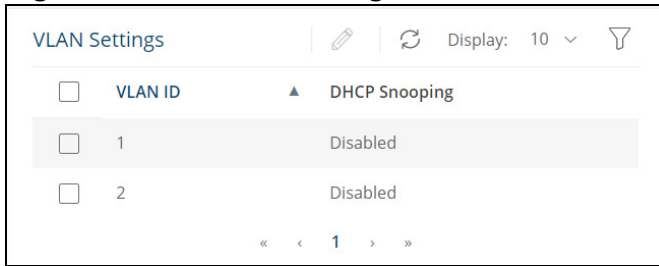 VLAN Settings Display: 10
VLAN ID DHCP Snooping
1 Disabled
2 Disabled
« ‹ 1 › »